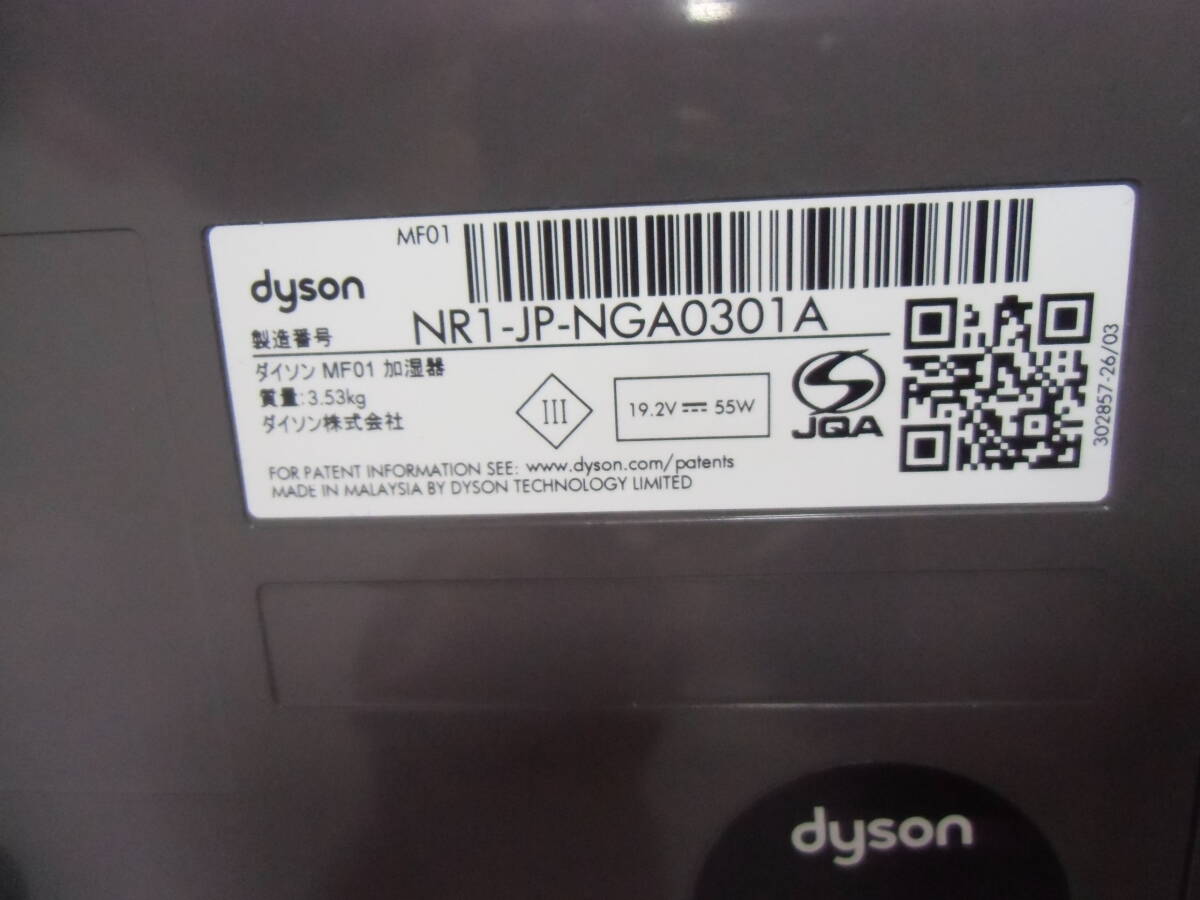 MF01
dyson
製造番号 NR1-JP-NGA0301A
ダイソン MF01 加湿器
質量:3.53kg
ダイソン株式会社
III
19.2V ⎓ 55W
JQA
302857-26/03
FOR PATENT INFORMATION SEE: www.dyson.com/patents
MADE IN MALAYSIA BY DYSON TECHNOLOGY LIMITED
dyson